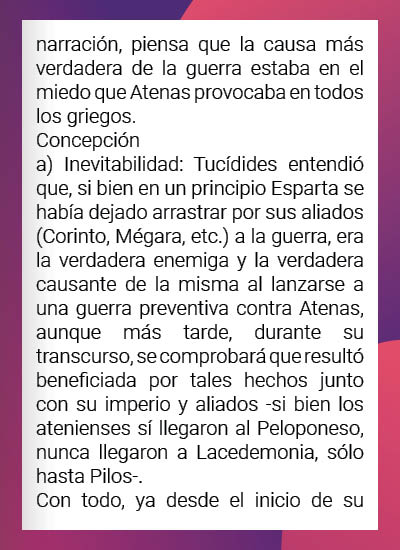 narración, piensa que la causa más
verdadera de la guerra estaba en el
miedo que Atenas provocaba en todos
los griegos.
Concepción
a) Inevitabilidad: Tucídides entendió
que, si bien en un principio Esparta se
había dejado arrastrar por sus aliados
(Corinto, Mégara, etc.) a la guerra, era
la verdadera enemiga y la verdadera
causante de la misma al lanzarse a
una guerra preventiva contra Atenas,
aunque más tarde, durante su
transcurso, se comprobará que resultó
beneficiada por tales hechos junto
con su imperio y aliados -si bien los
atenienses sí llegaron al Peloponeso,
nunca llegaron a Lacedemonia, sólo
hasta Pilos-.
Con todo, ya desde el inicio de su